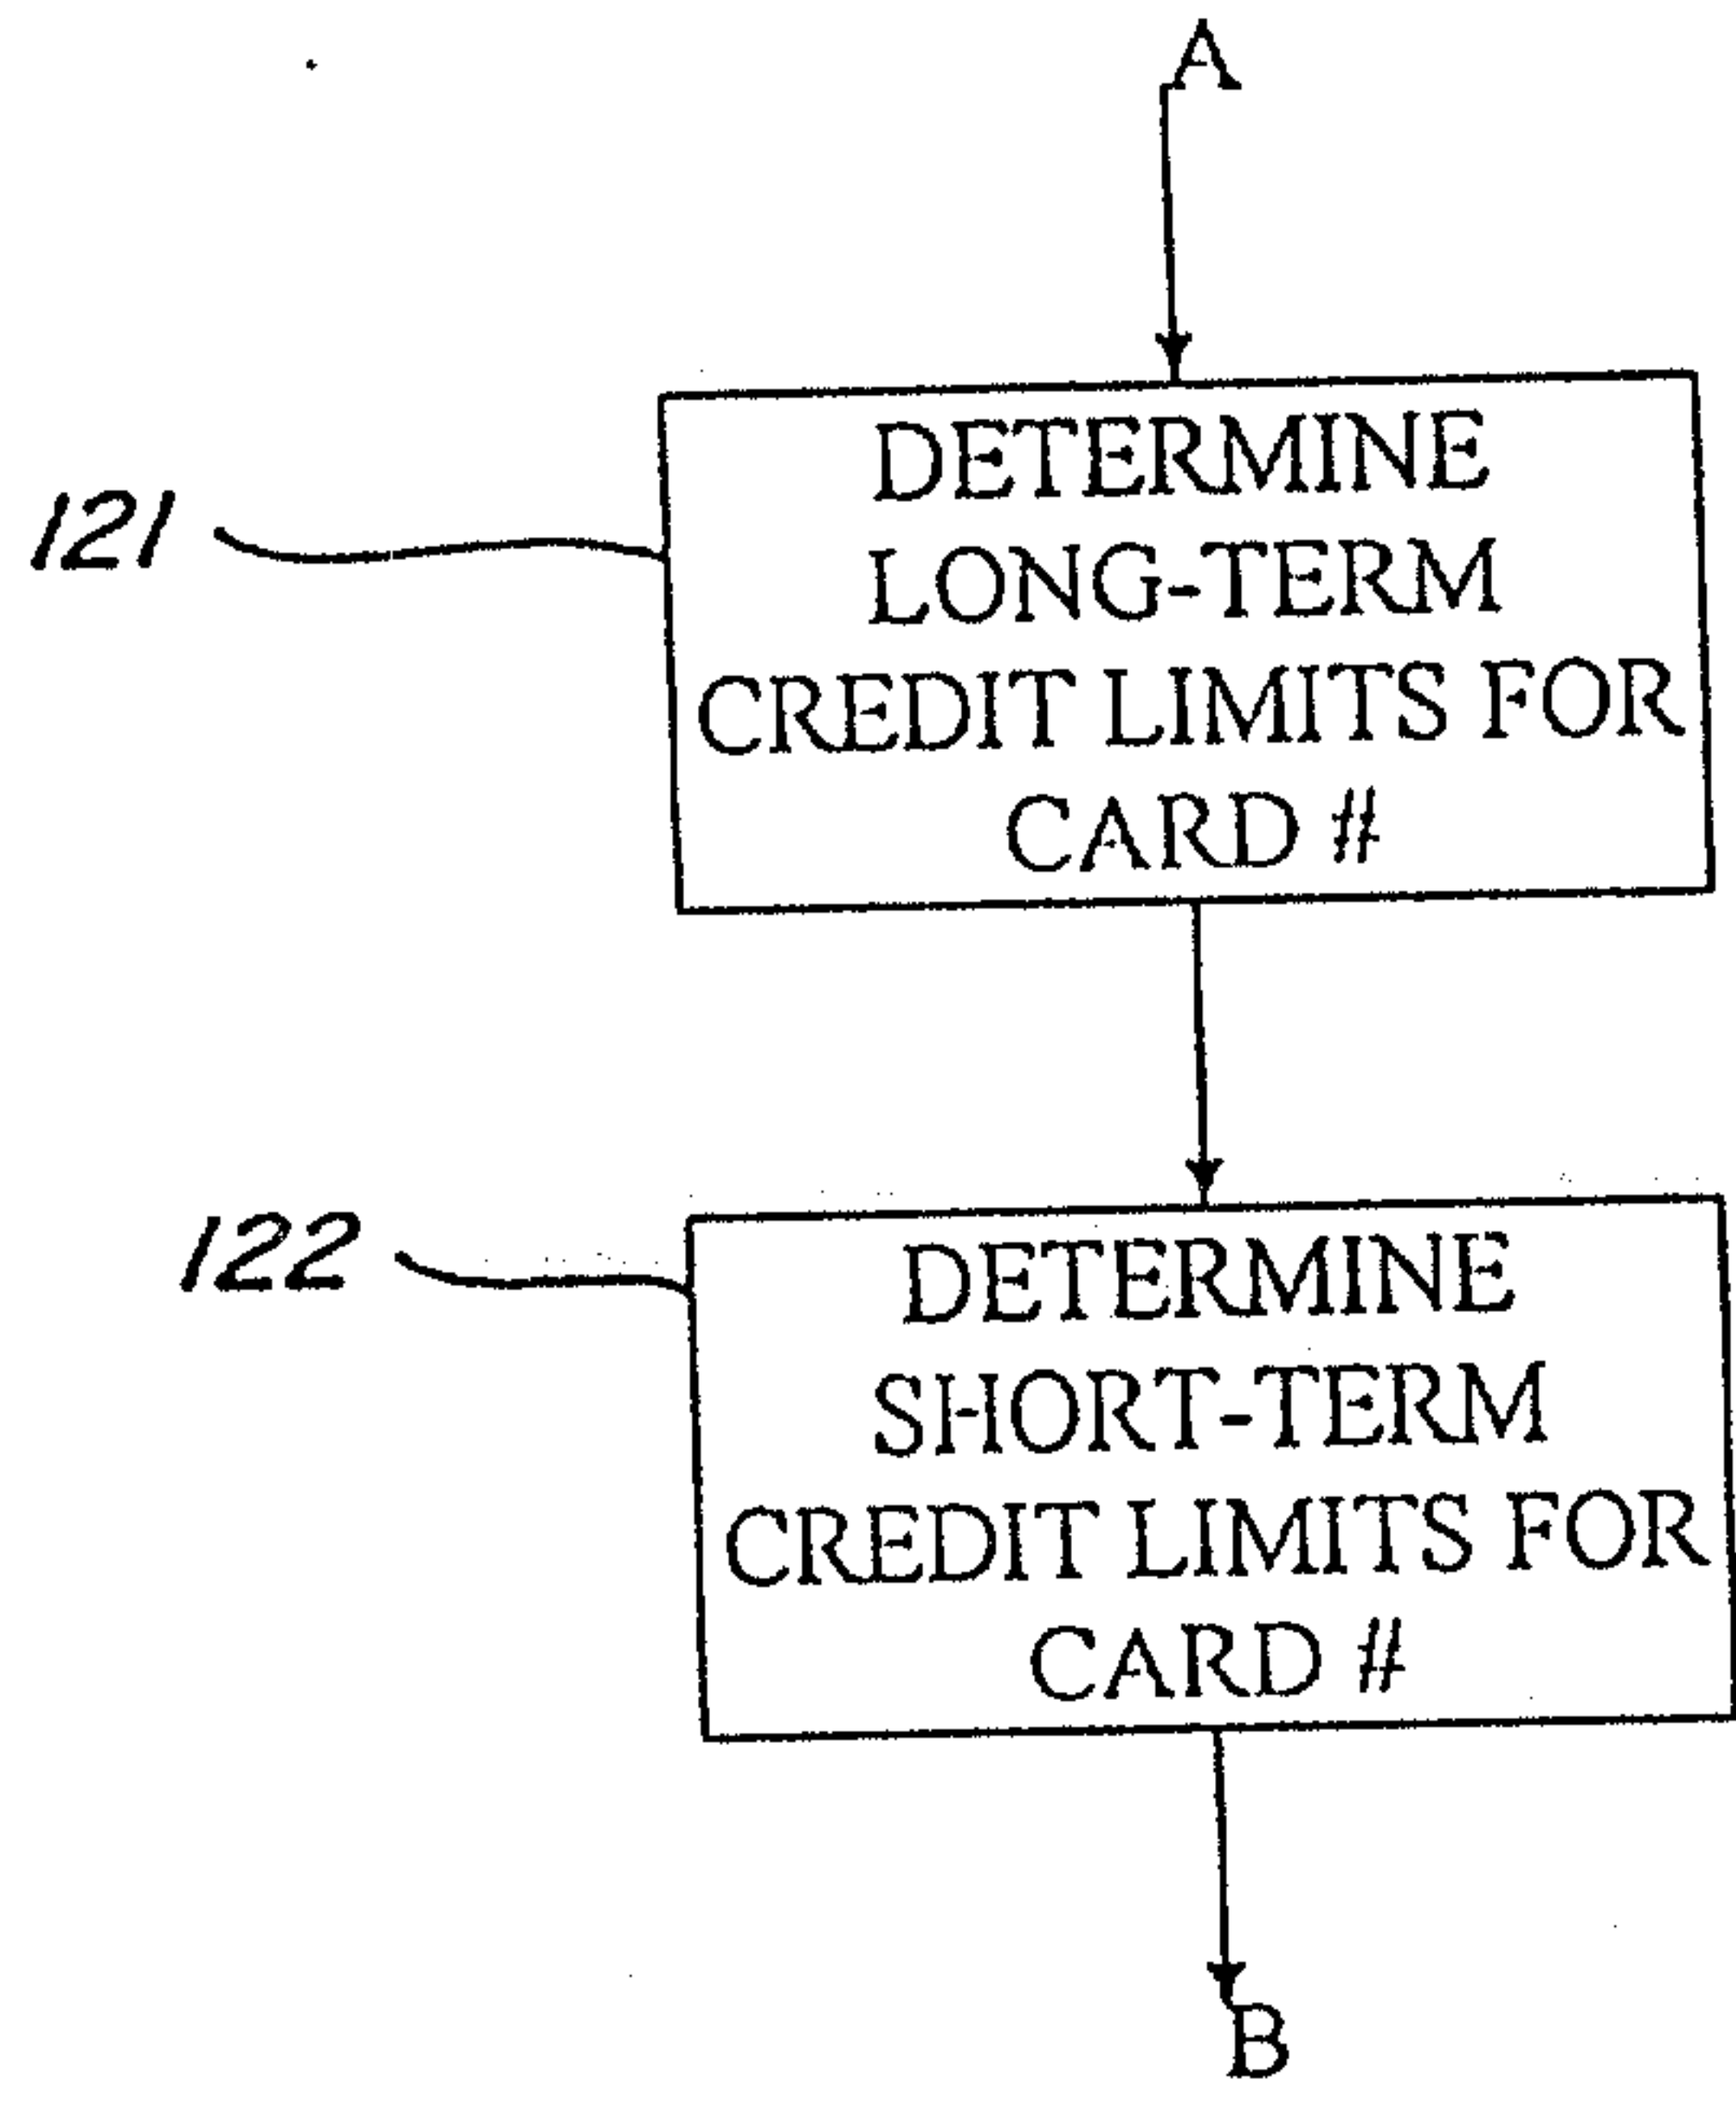 A
121
DETERMINE
LONG-TERM
CREDIT LIMITS FOR
CARD #
122
DETERMINE
SHORT-TERM
CREDIT LIMITS FOR
CARD #
B